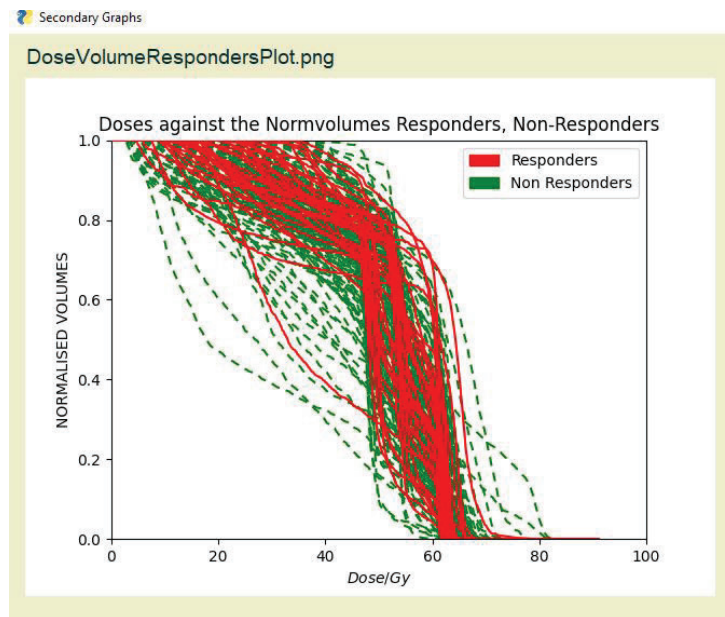 Secondary Graphs
DoseVolumeRespondersPlot.png
Doses against the Normvolumes Responders, Non-Responders
1.0
Responders
Non Responders
0.8
0.6
0.4
0.2
0.0
NORMALISED VOLUMES
0 20 40 60 80 100
Dose/Gy